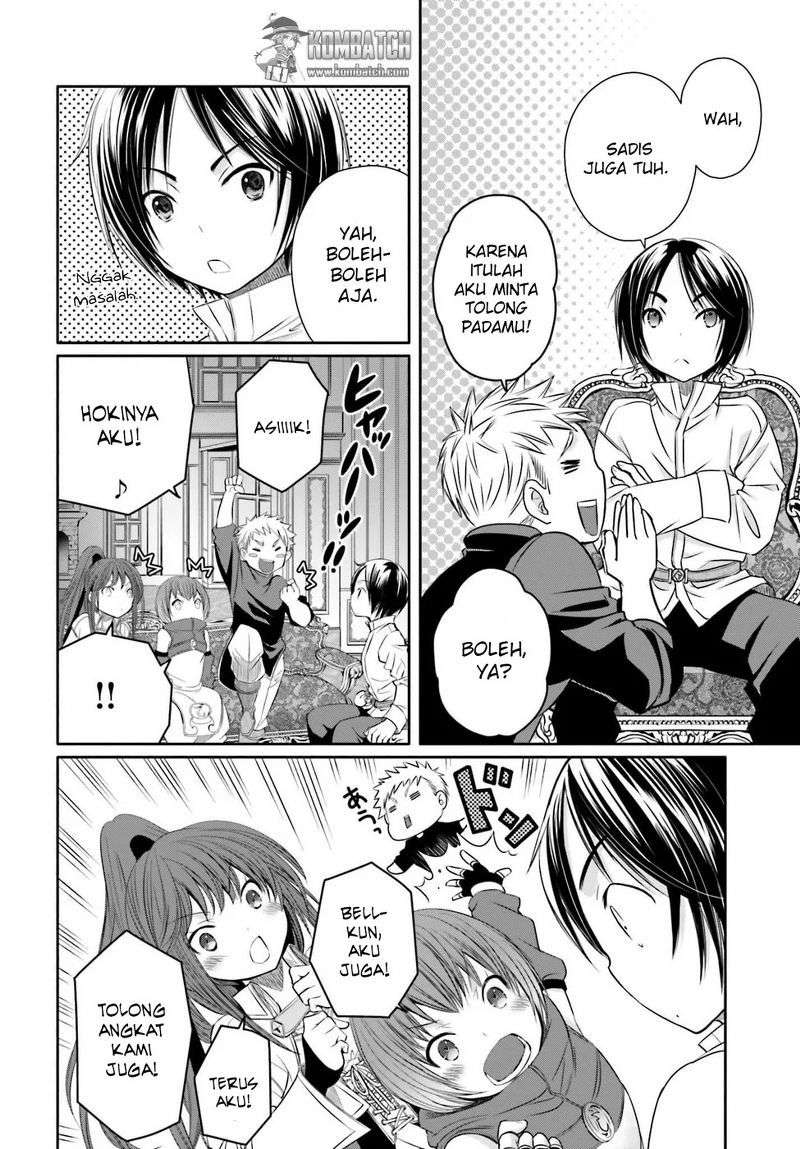 KOMBATCH
www.kombatch.com
WAH,
SADIS
JUGA TUH.
KARENA
ITULAH
AKU MINTA
TOLONG
PADAMU!
BOLEH,
YA?
YAH,
BOLEH-
BOLEH
AJA.
Nggak
masalah.
ASIIIIK!
HOKINYA
AKU!
♪
ヒャッハーッ!!
!!
ドンッ
あうっ
BELL-
KUN,
AKU
JUGA!
TERUS
AKU!
TOLONG
ANGKAT
KAMI
JUGA!